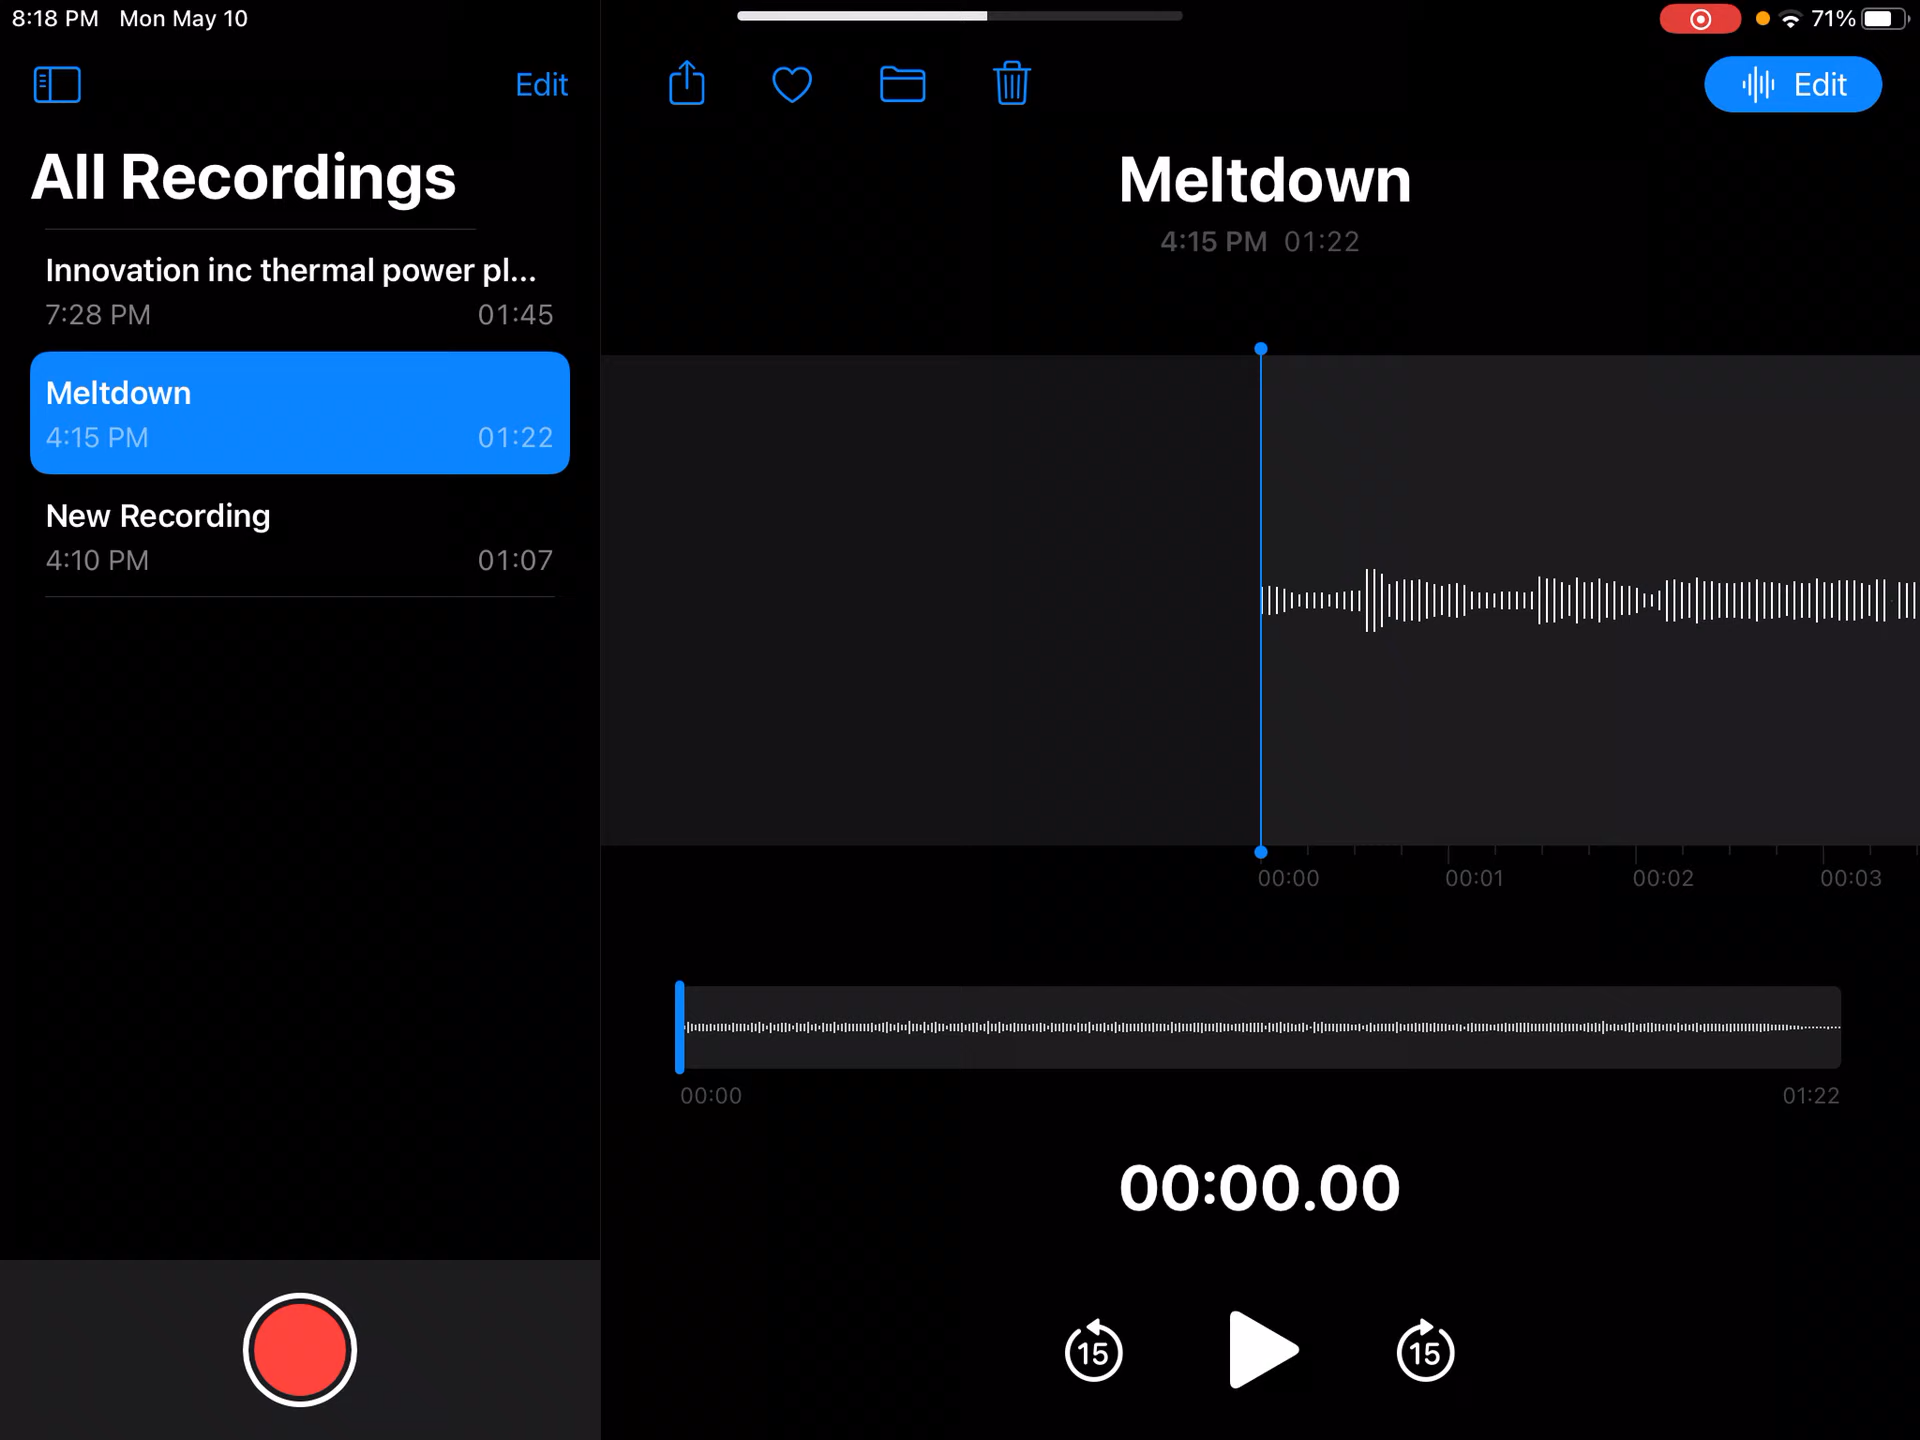 8:18 PM Mon May 10
71%
Edit
All Recordings
Innovation inc thermal power pl...
7:28 PM 01:45
Meltdown
4:15 PM 01:22
New Recording
4:10 PM 01:07
Edit
Meltdown
4:15 PM 01:22
00:00 00:01 00:02 00:03
00:00 01:22
00:00.00
15 15